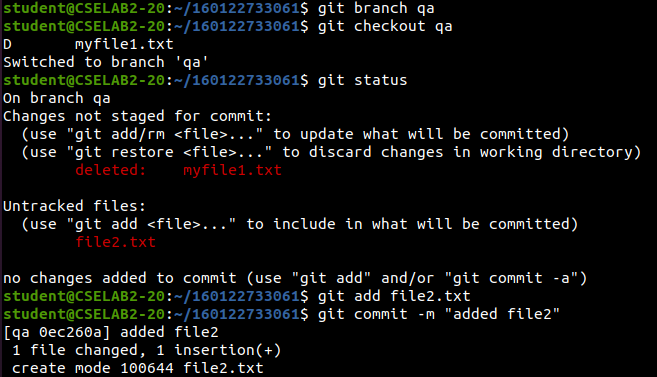 student@CSELAB2-20:~/160122733061$ git branch qa
student@CSELAB2-20:~/160122733061$ git checkout qa
D       myfile1.txt
Switched to branch 'qa'
student@CSELAB2-20:~/160122733061$ git status
On branch qa
Changes not staged for commit:
  (use "git add/rm <file>..." to update what will be committed)
  (use "git restore <file>..." to discard changes in working directory)
        deleted:    myfile1.txt

Untracked files:
  (use "git add <file>..." to include in what will be committed)
        file2.txt

no changes added to commit (use "git add" and/or "git commit -a")
student@CSELAB2-20:~/160122733061$ git add file2.txt
student@CSELAB2-20:~/160122733061$ git commit -m "added file2"
[qa 0ec260a] added file2
 1 file changed, 1 insertion(+)
 create mode 100644 file2.txt